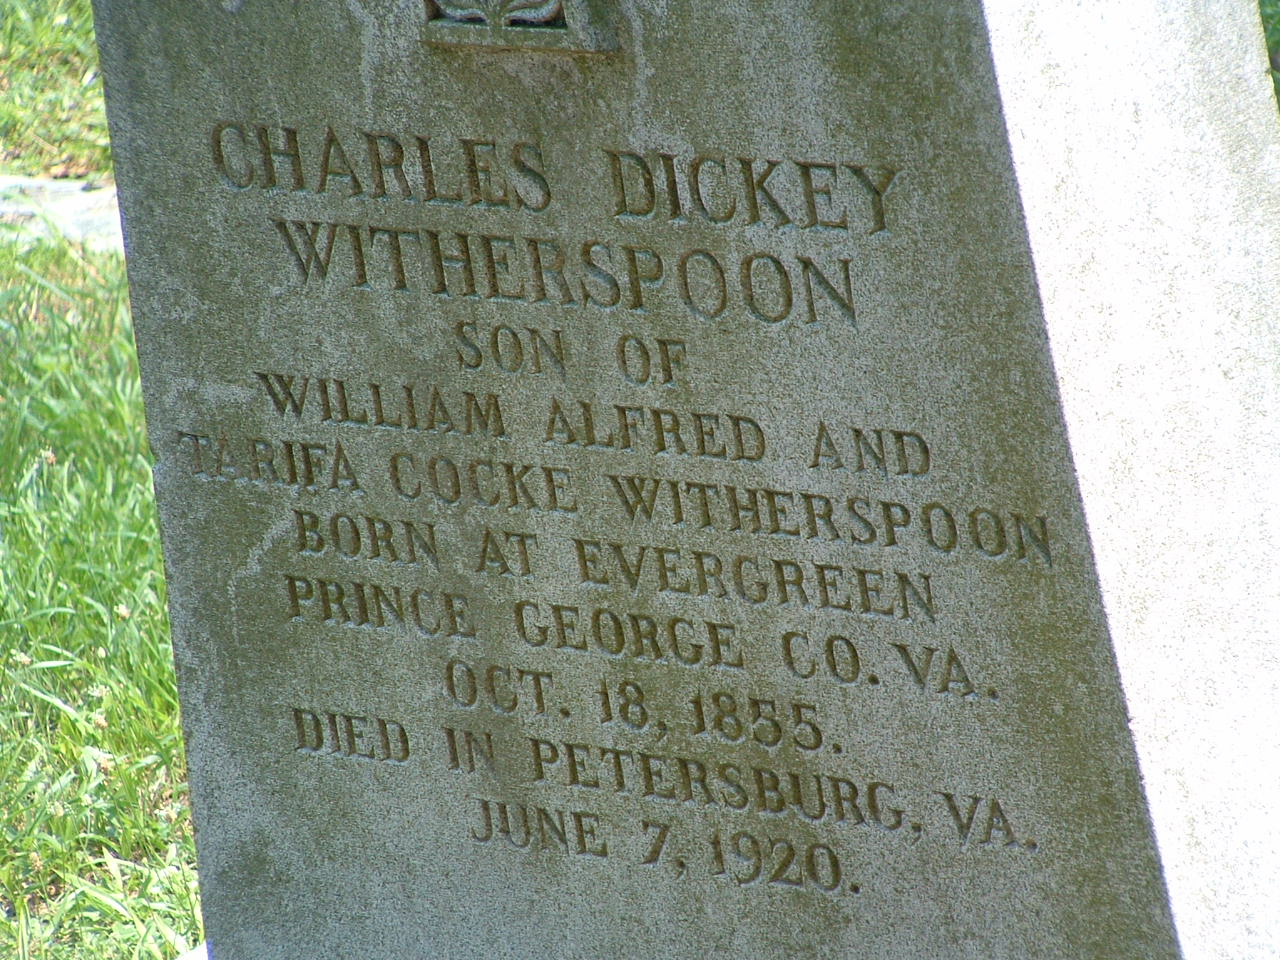 CHARLES DICKEY
WITHERSPOON
SON OF
WILLIAM ALFRED AND
TARIFA COCKE WITHERSPOON
BORN AT EVERGREEN
PRINCE GEORGE CO. VA.
OCT. 18, 1855.
DIED IN PETERSBURG, VA.
JUNE 7, 1920.